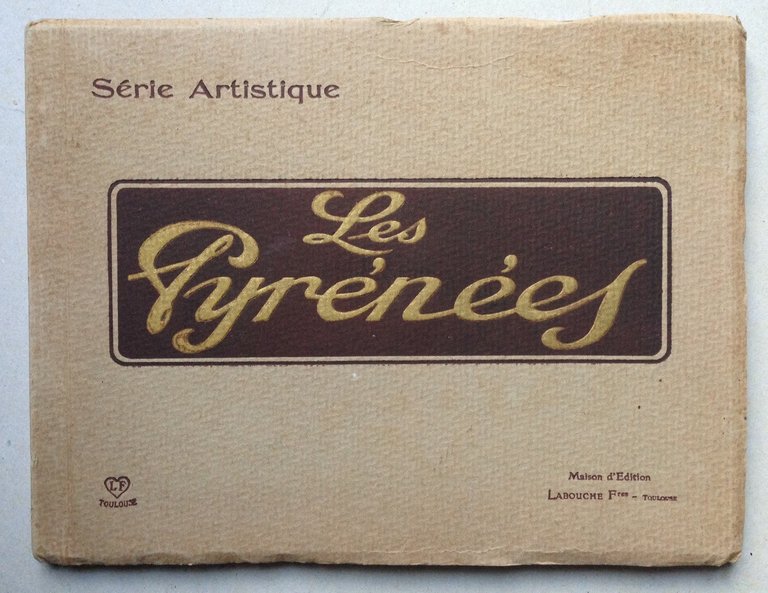 Série Artistique
Les
Pyrénées
LF
TOULOUSE
Maison d'Edition
LABOUCHE Fres - TOULOUSE